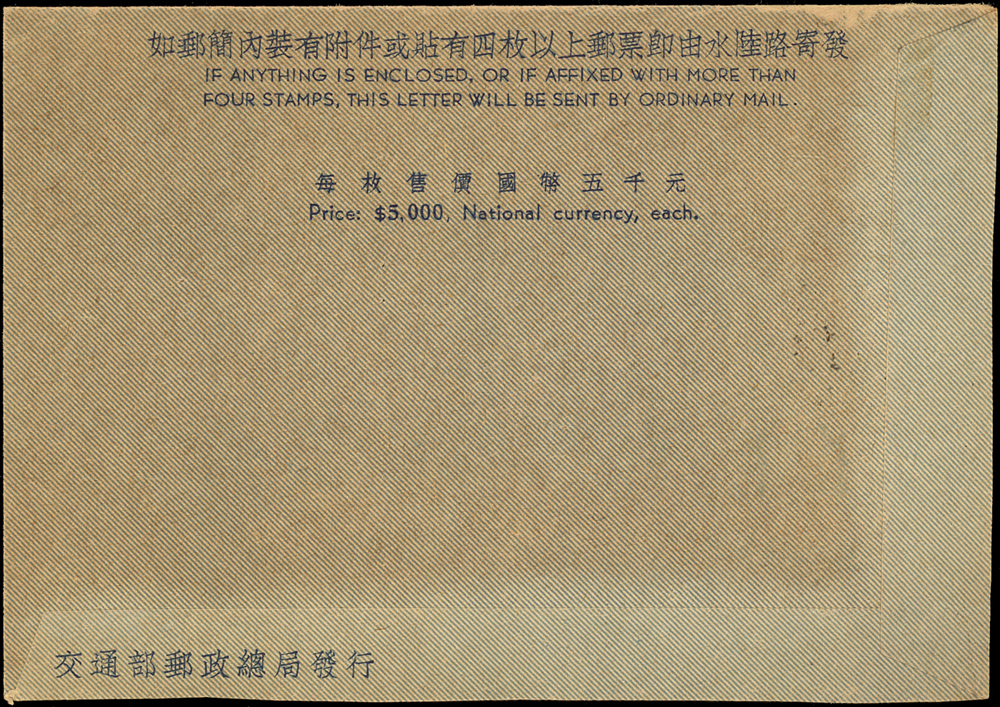 如郵簡內裝有附件或貼有四枚以上郵票卽由水陸路寄發
IF ANYTHING IS ENCLOSED, OR IF AFFIXED WITH MORE THAN
FOUR STAMPS, THIS LETTER WILL BE SENT BY ORDINARY MAIL.
每枚售價國幣五千元
Price: $5,000, National currency, each.
交通部郵政總局發行